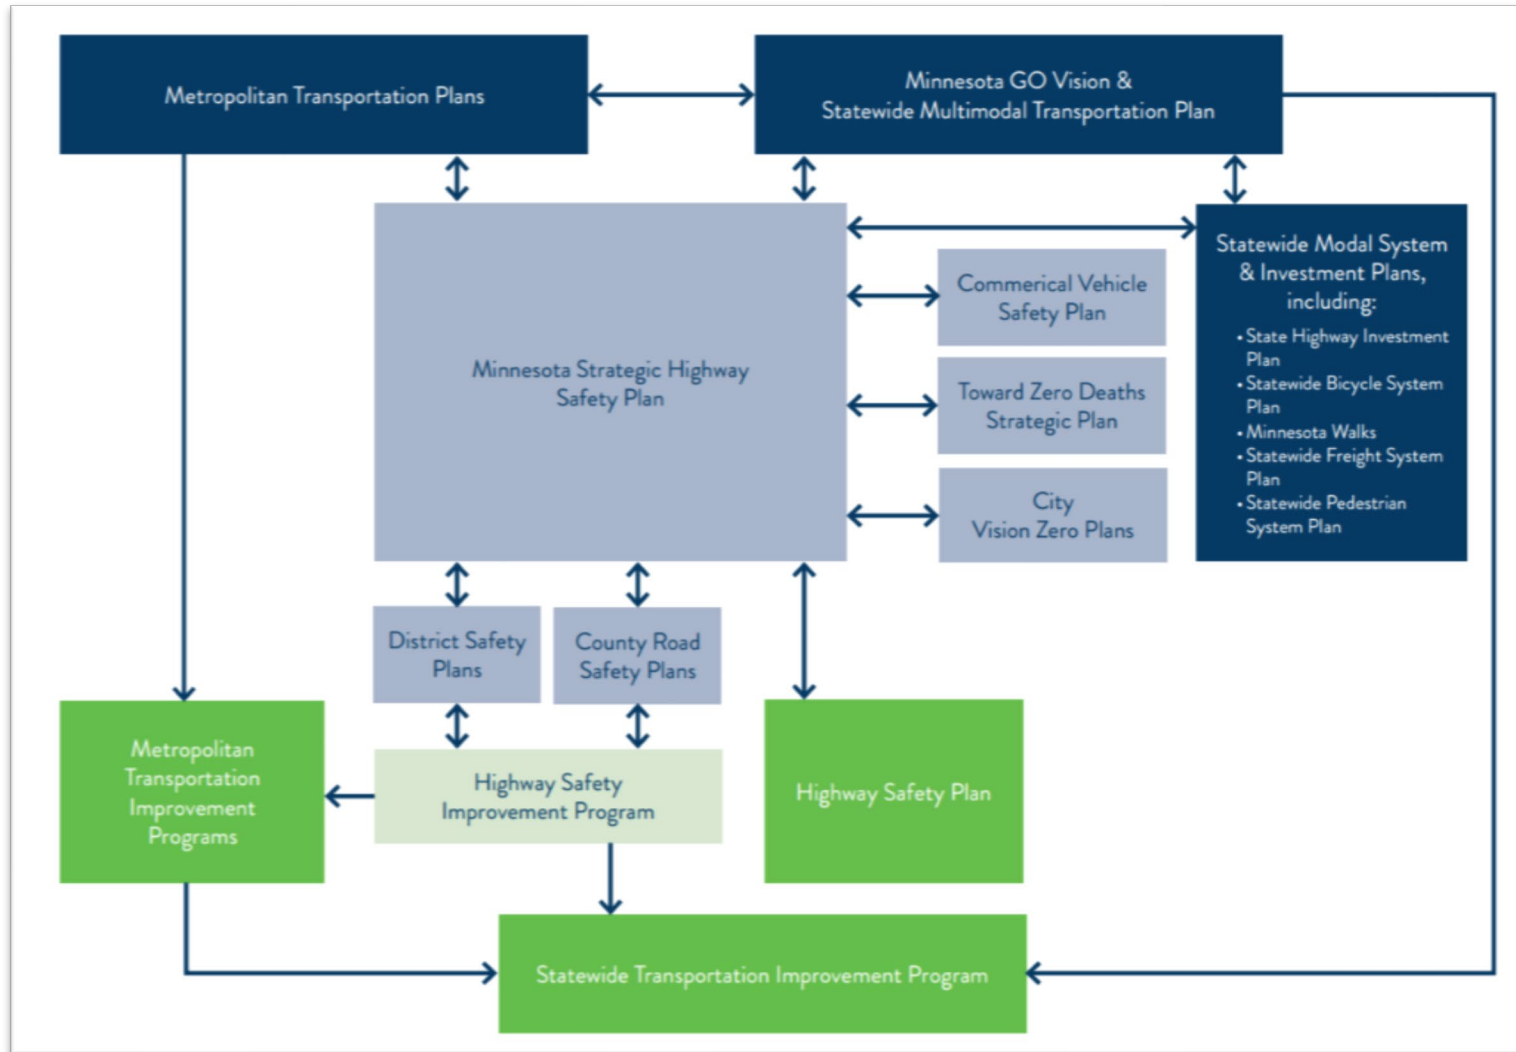 Metropolitan Transportation Plans
Minnesota GO Vision &
Statewide Multimodal Transportation Plan
Minnesota Strategic Highway
Safety Plan
Commerical Vehicle
Safety Plan
Toward Zero Deaths
Strategic Plan
City
Vision Zero Plans
Statewide Modal System
& Investment Plans,
including:
• State Highway Investment
Plan
• Statewide Bicycle System
Plan
• Minnesota Walks
• Statewide Freight System
Plan
• Statewide Pedestrian
System Plan
District Safety
Plans
County Road
Safety Plans
Metropolitan
Transportation
Improvement
Programs
Highway Safety
Improvement Program
Highway Safety Plan
Statewide Transportation Improvement Program